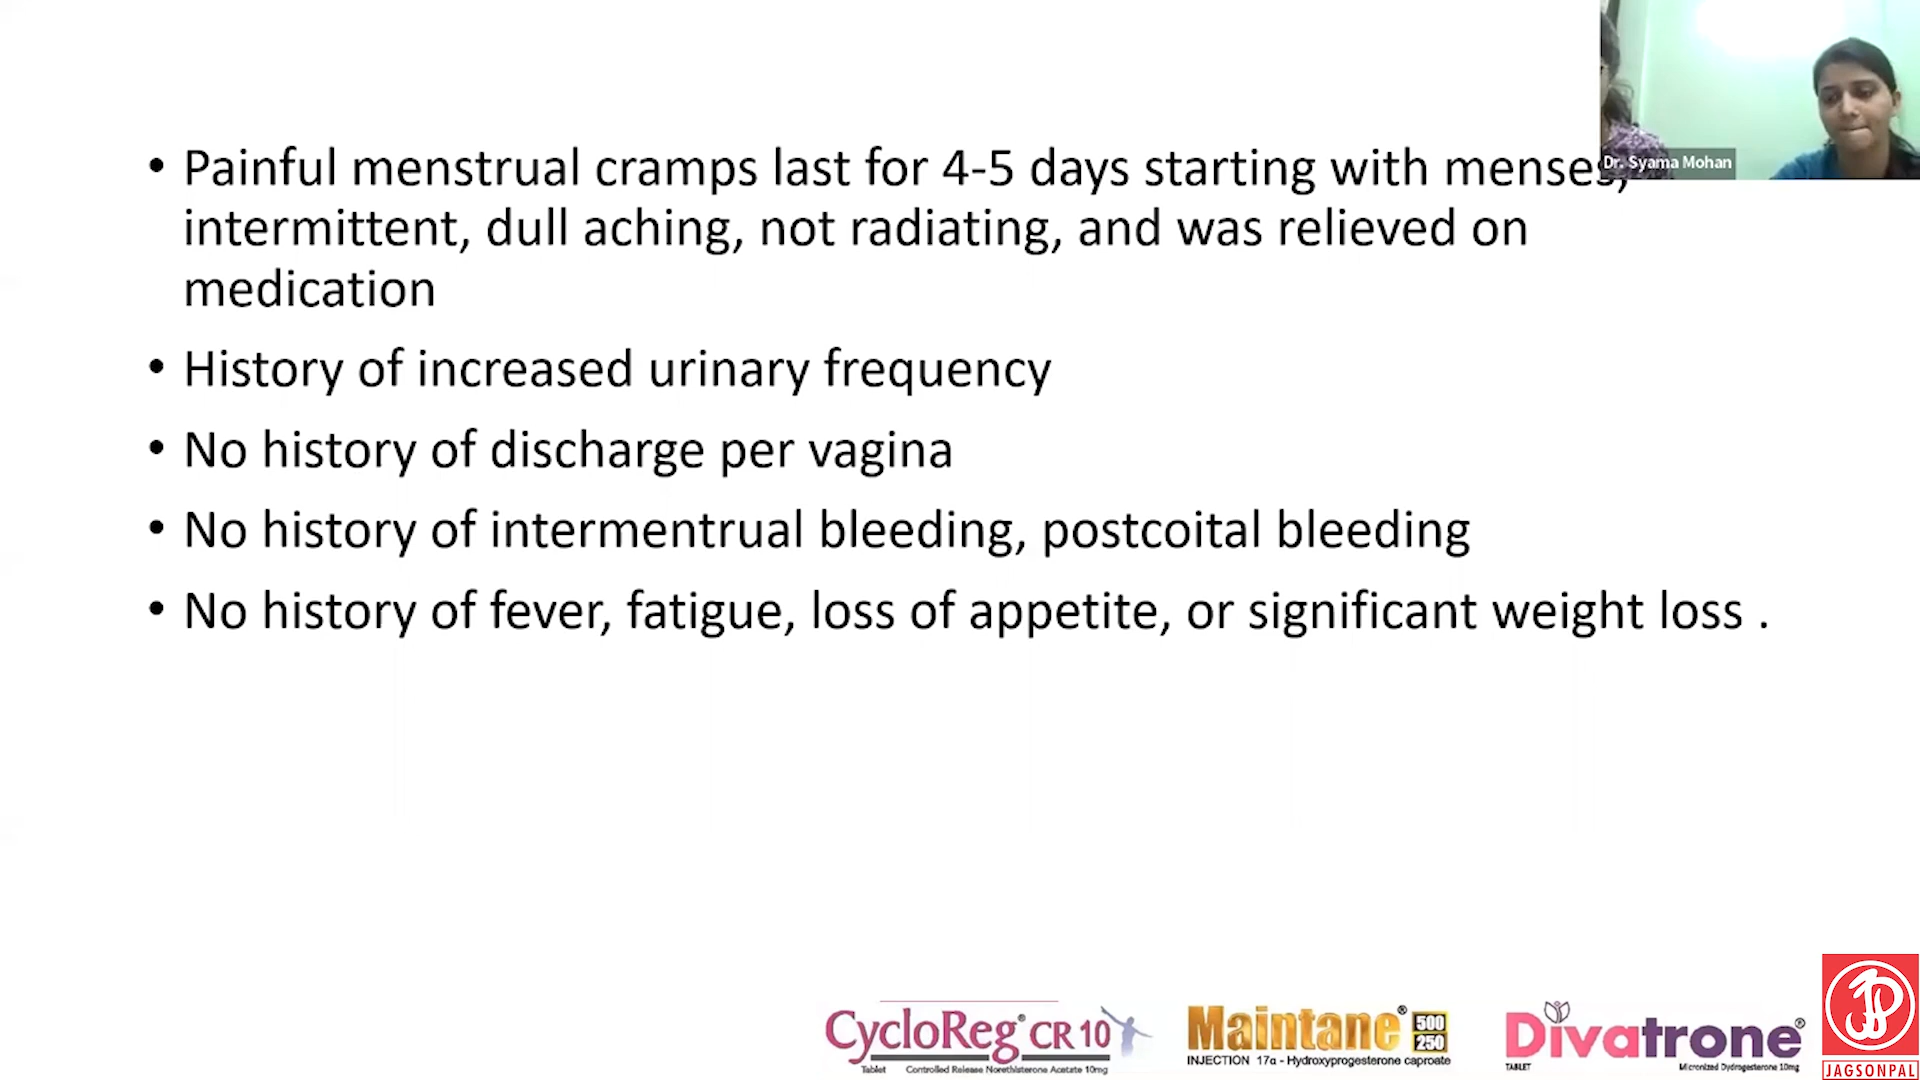 • Painful menstrual cramps last for 4-5 days starting with menses,
intermittent, dull aching, not radiating, and was relieved on
medication
• History of increased urinary frequency
• No history of discharge per vagina
• No history of intermentrual bleeding, postcoital bleeding
• No history of fever, fatigue, loss of appetite, or significant weight loss .
Dr. Syama Mohan
CycloReg® CR 10
Tablet Controlled Release Norethisterone Acetate 10mg
Maintane® 500 250
INJECTION 17α - Hydroxyprogesterone caproate
Divatrone®
TABLET Micronized Dydrogesterone 10mg
JAGSONPAL